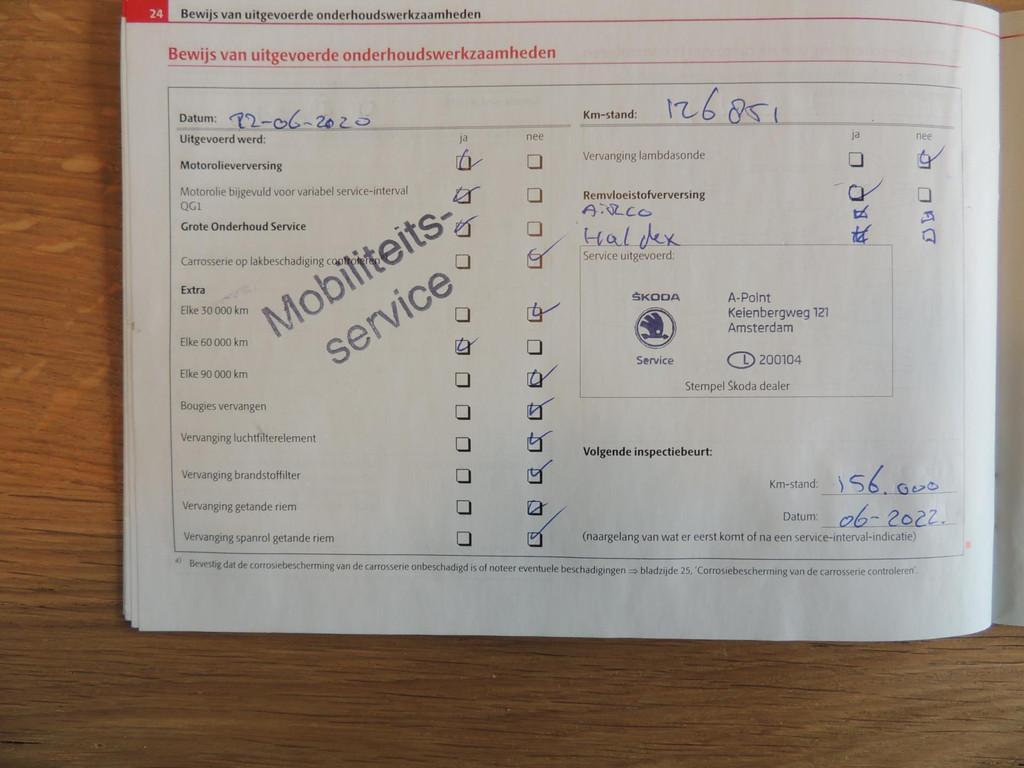 24 Bewijs van uitgevoerde onderhoudswerkzaamheden
Bewijs van uitgevoerde onderhoudswerkzaamheden
Datum: 22-06-2020
Uitgevoerd werd: ja nee
Motorolieverversing
Motorolie bijgevuld voor variabel service-interval
QG1
Grote Onderhoud Service
Carrosserie op lakbeschadiging controleren
Extra
Elke 30 000 km
Elke 60 000 km
Elke 90 000 km
Bougies vervangen
Vervanging luchtfilterelement
Vervanging brandstoffilter
Vervanging getande riem
Vervanging spanrol getande riem
Mobiliteits-
service
Km-stand: 126 851
ja nee
Vervanging lambdasonde
Remvloeistofverversing
AiRCO
Haldex
Service uitgevoerd:
ŠKODA
Service
A-Point
Keienbergweg 121
Amsterdam
L 200104
Stempel Škoda dealer
Volgende inspectiebeurt:
Km-stand: 156.000
Datum: 06-2022.
(naargelang van wat er eerst komt of na een service-interval-indicatie)
a) Bevestig dat de corrosiebescherming van de carrosserie onbeschadigd is of noteer eventuele beschadigingen ⇒ bladzijde 25, 'Corrosiebescherming van de carrosserie controleren'.